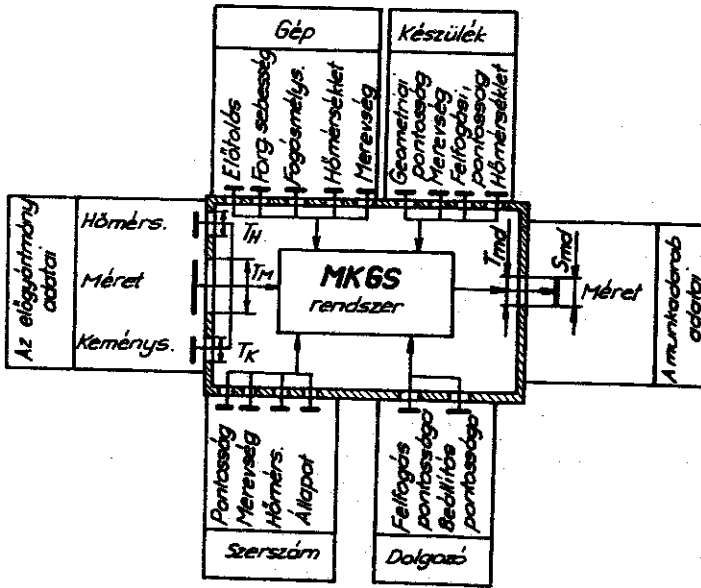 Gép
Készülék
Előtolás
Forg. sebesség
Fogásmélys.
Hőmérséklet
Merevség
Geometriai
pontosság
Merevség
Felfogási,
pontosság
Hőmérséklet
Az előgyártmány
adatai
Hőmérs.
Méret
Keménys.
TH
TM
TK
MKGS
rendszer
Tmd
Smd
Méret
A munkadarab
adatai
Pontosság
Merevség
Hőmérs.
Állapot
Szerszám
Felfogás
pontossága
Beállítás
pontossága
Dolgozó